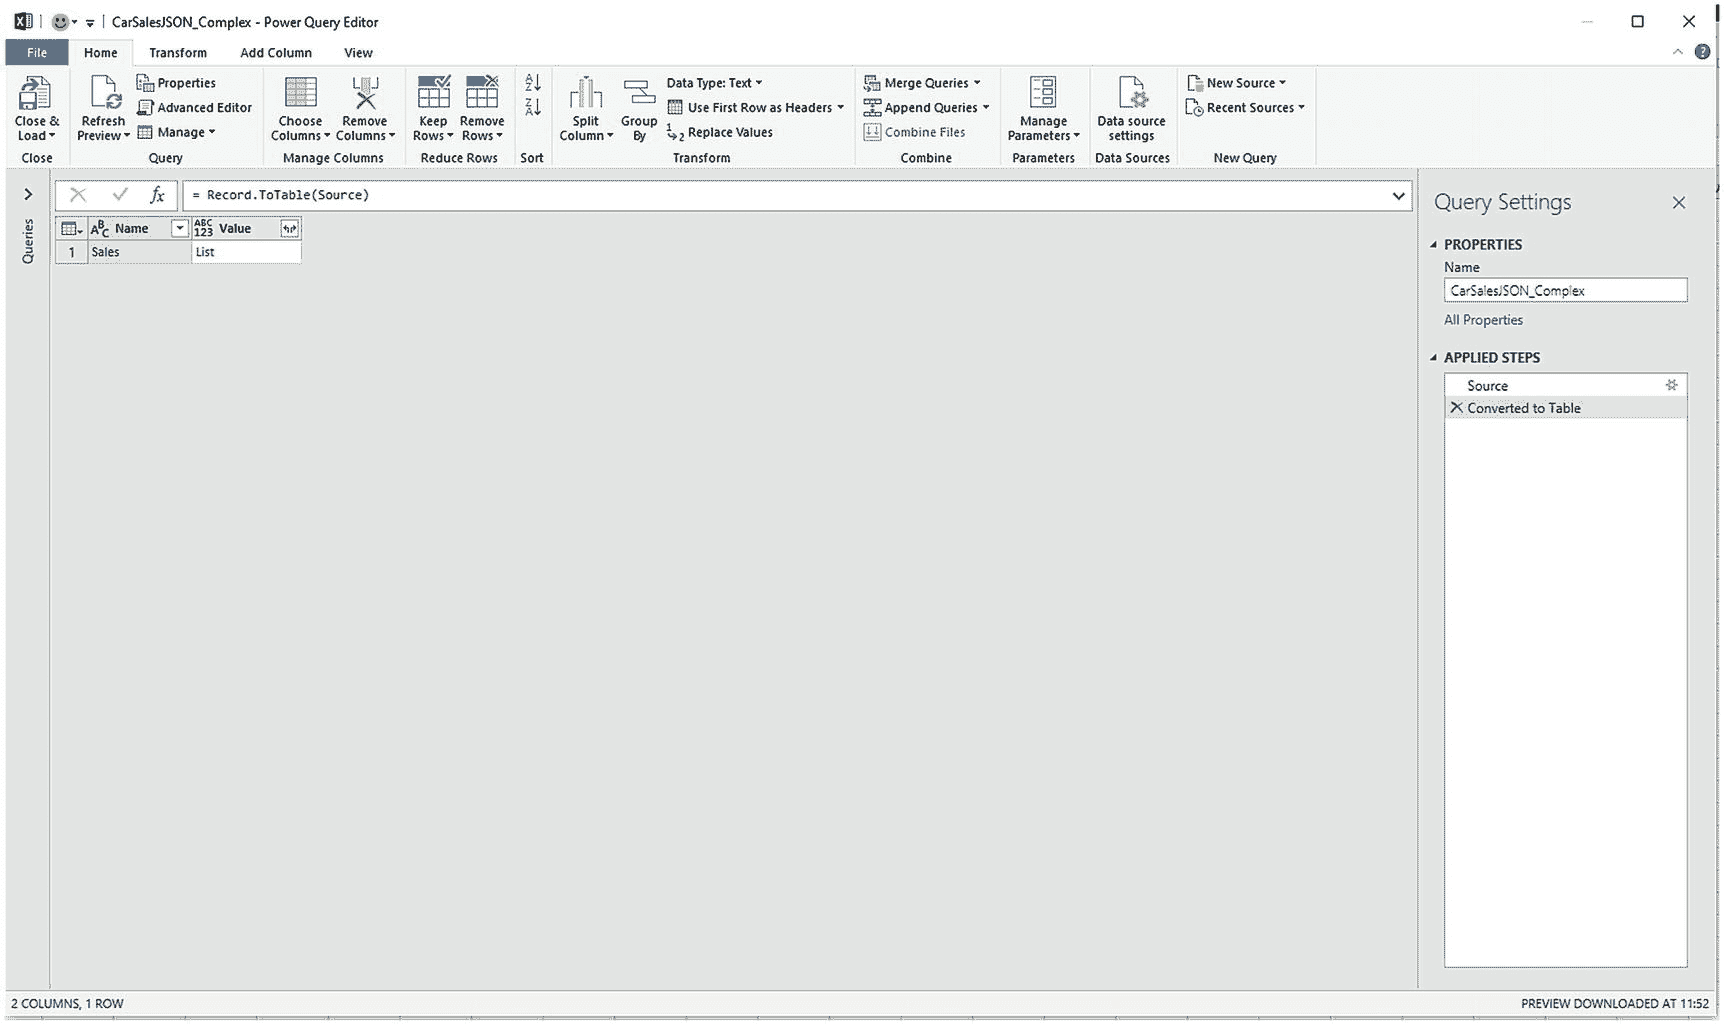 CarSalesJSON_Complex - Power Query Editor
File Home Transform Add Column View
Close & Load
Close
Refresh Preview
Properties
Advanced Editor
Manage
Query
Choose Columns
Remove Columns
Manage Columns
Keep Rows
Remove Rows
Reduce Rows
Sort
Split Column
Group By
Data Type: Text
Use First Row as Headers
Replace Values
Transform
Merge Queries
Append Queries
Combine Files
Combine
Manage Parameters
Parameters
Data source settings
Data Sources
New Source
Recent Sources
New Query
Queries
fx = Record.ToTable(Source)
ABC Name ABC 123 Value
1 Sales List
Query Settings
PROPERTIES
Name
CarSalesJSON_Complex
All Properties
APPLIED STEPS
Source
Converted to Table
2 COLUMNS, 1 ROW
PREVIEW DOWNLOADED AT 11:52